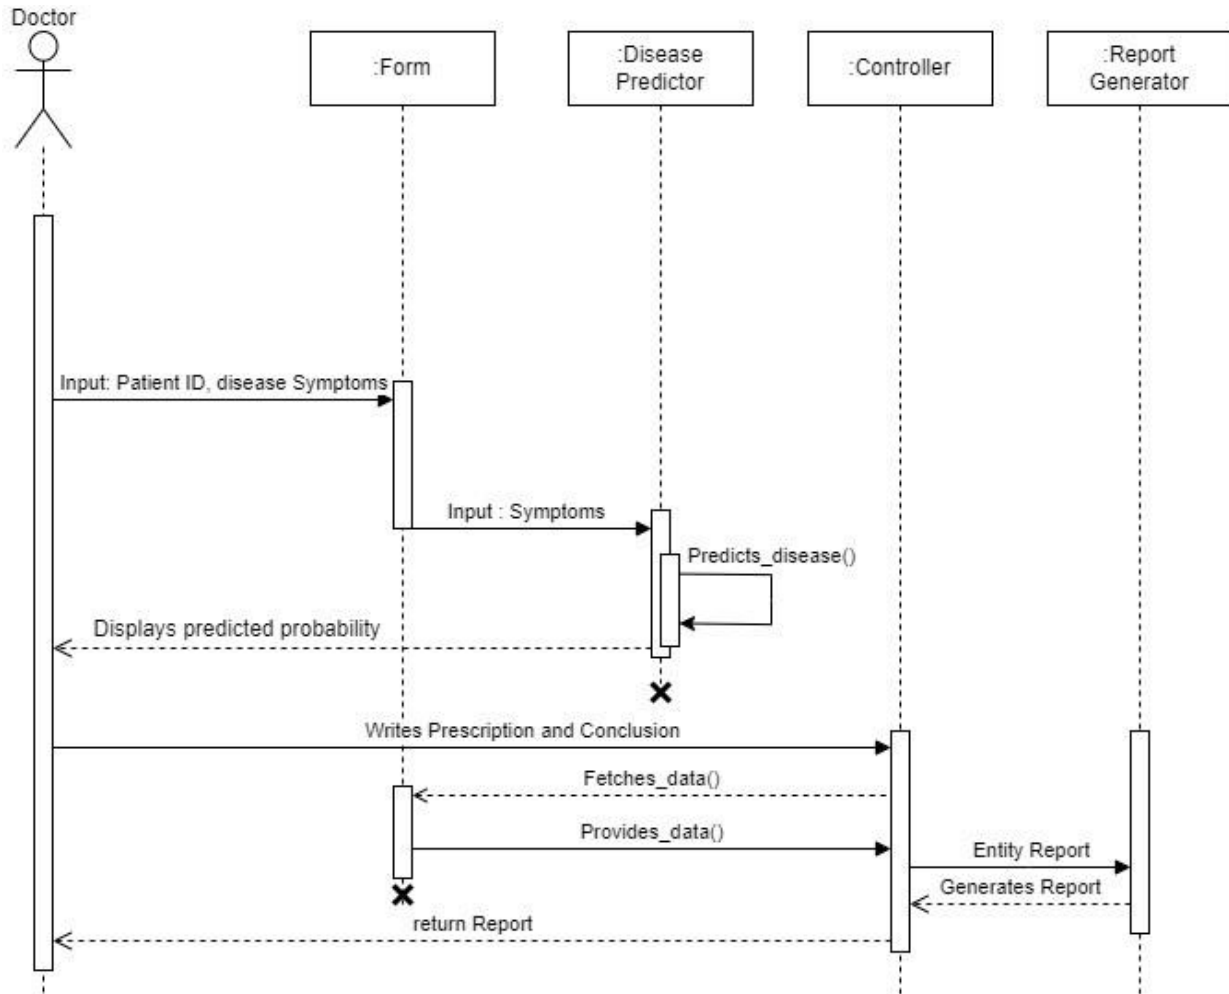 Doctor
:Form
:Disease
Predictor
:Controller
:Report
Generator
Input: Patient ID, disease Symptoms
Input : Symptoms
Predicts_disease()
Displays predicted probability
Writes Prescription and Conclusion
Fetches_data()
Provides_data()
Entity Report
Generates Report
return Report